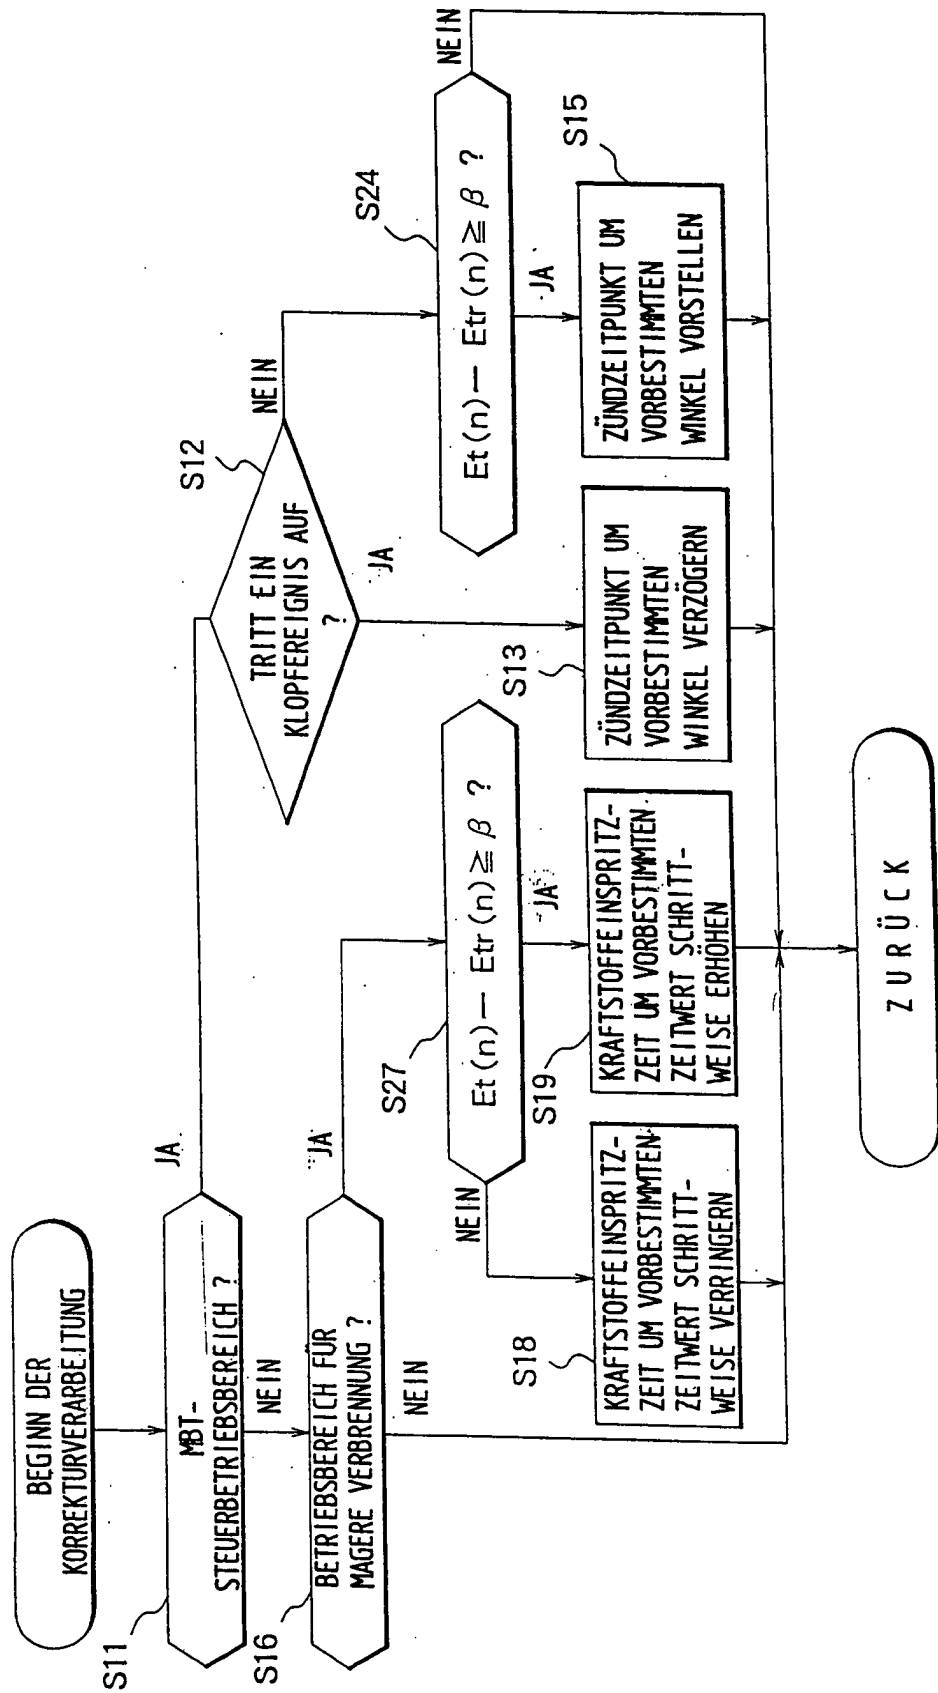 BEGINN DER
KORREKTURVERARBEITUNG
S11
MBT-
STEUERBETRIEBSBEREICH ?
JA
NEIN
S16
BETRIEBSBEREICH FÜR
MAGERE VERBRENNUNG ?
JA
NEIN
S12
TRITT EIN
KLOPFEREIGNIS AUF
?
NEIN
JA
S27
Et(n) — Etr(n) ≧ β ?
NEIN
JA
S24
Et(n) — Etr(n) ≧ β ?
NEIN
JA
S18
KRAFTSTOFFEINSPRITZ-
ZEIT UM VORBESTIMMTEN
ZEITWERT SCHRITT-
WEISE VERRINGERN
S19
KRAFTSTOFFEINSPRITZ-
ZEIT UM VORBESTIMMTEN
ZEITWERT SCHRITT-
WEISE ERHÖHEN
S13
ZÜNDZEITPUNKT UM
VORBESTIMMTEN
WINKEL VERZÖGERN
S15
ZÜNDZEITPUNKT UM
VORBESTIMMTEN
WINKEL VORSTELLEN
ZURÜCK